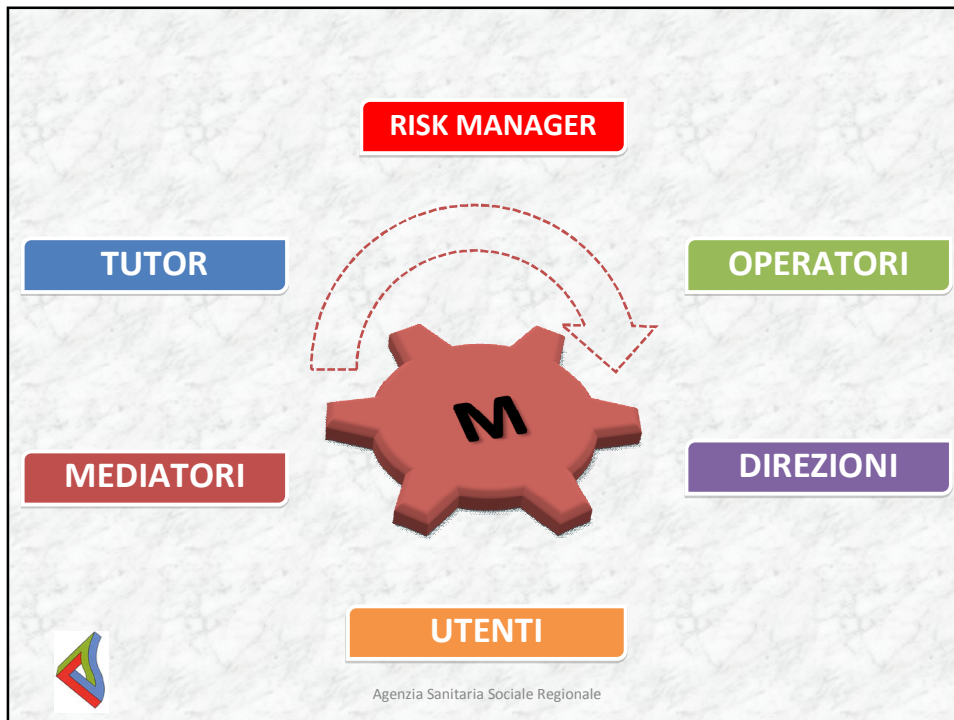 RISK MANAGER
TUTOR
OPERATORI
M
MEDIATORI
DIREZIONI
UTENTI
Agenzia Sanitaria Sociale Regionale